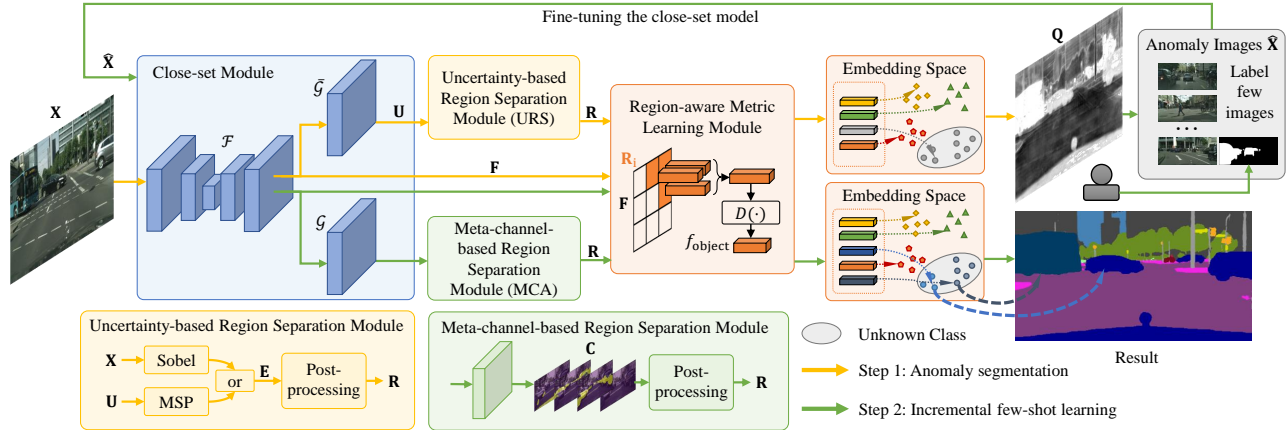 Fine-tuning the close-set model
X̂
X
Close-set Module
ℱ
𝒢̄
U
𝒢
F
Uncertainty-based
Region Separation
Module (URS)
R
Meta-channel-
based Region
Separation
Module (MCA)
R
Region-aware Metric
Learning Module
R_i
F
D(·)
f_object
Embedding Space
Embedding Space
Q
Anomaly Images X̂
Label
few
images
...
Uncertainty-based Region Separation Module
X
Sobel
U
MSP
or
E
Post-
processing
R
Meta-channel-based Region Separation Module
C
Post-
processing
R
Unknown Class
Result
Step 1: Anomaly segmentation
Step 2: Incremental few-shot learning